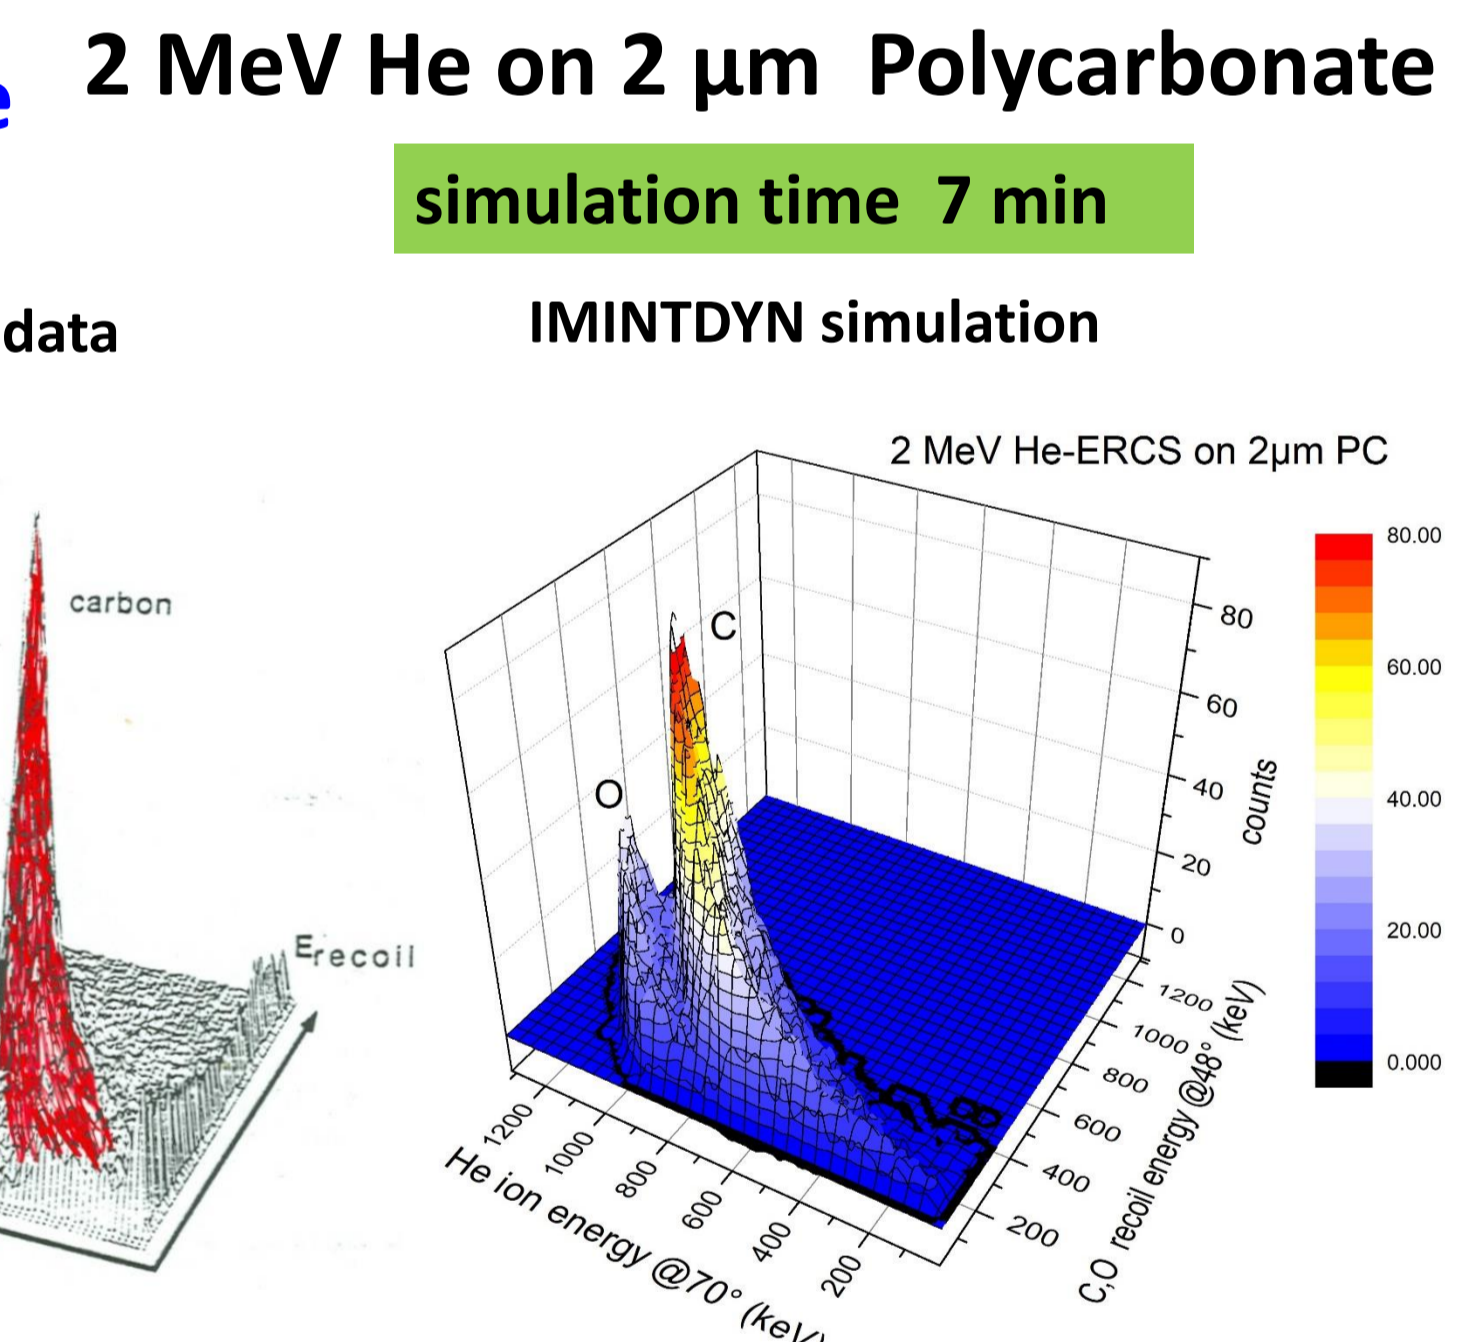 2 MeV He on 2 µm Polycarbonate
e
simulation time 7 min
data
IMINTDYN simulation
2 MeV He-ERCS on 2µm PC
carbon
Erecoil
C
O
80
60
40
20
0
counts
1200
1000
800
600
400
200
C,O recoil energy @48° (keV)
1200
1000
800
600
400
200
He ion energy @70° (keV)
80.00
60.00
40.00
20.00
0.000